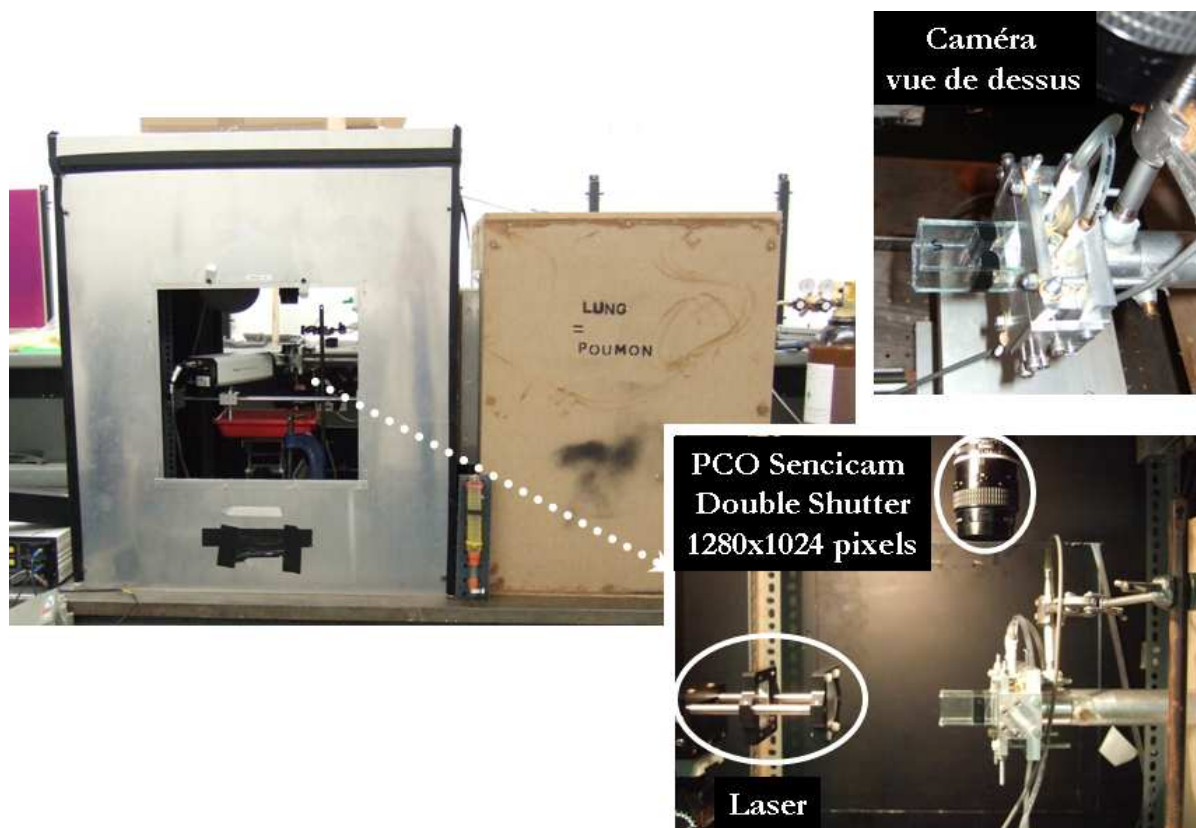 Caméra
vue de dessus
LUNG
=
POUMON
PCO Sencicam
Double Shutter
1280x1024 pixels
Laser